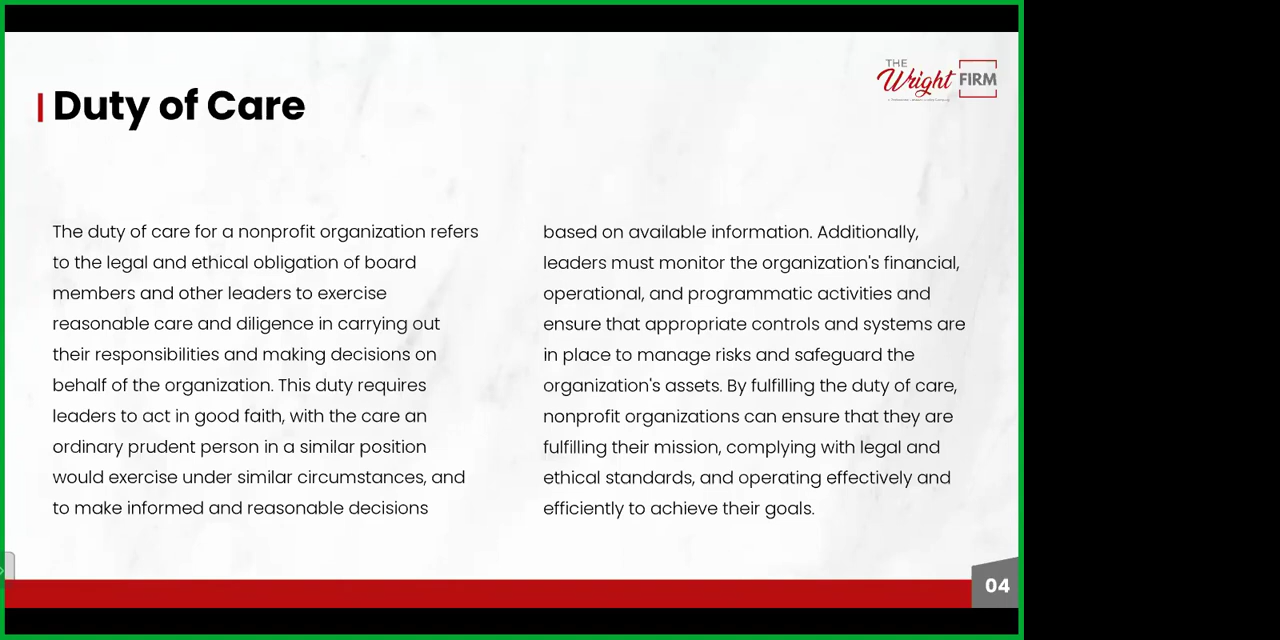 THE
Wright FIRM
Duty of Care
The duty of care for a nonprofit organization refers
to the legal and ethical obligation of board
members and other leaders to exercise
reasonable care and diligence in carrying out
their responsibilities and making decisions on
behalf of the organization. This duty requires
leaders to act in good faith, with the care an
ordinary prudent person in a similar position
would exercise under similar circumstances, and
to make informed and reasonable decisions
based on available information. Additionally,
leaders must monitor the organization's financial,
operational, and programmatic activities and
ensure that appropriate controls and systems are
in place to manage risks and safeguard the
organization's assets. By fulfilling the duty of care,
nonprofit organizations can ensure that they are
fulfilling their mission, complying with legal and
ethical standards, and operating effectively and
efficiently to achieve their goals.
04